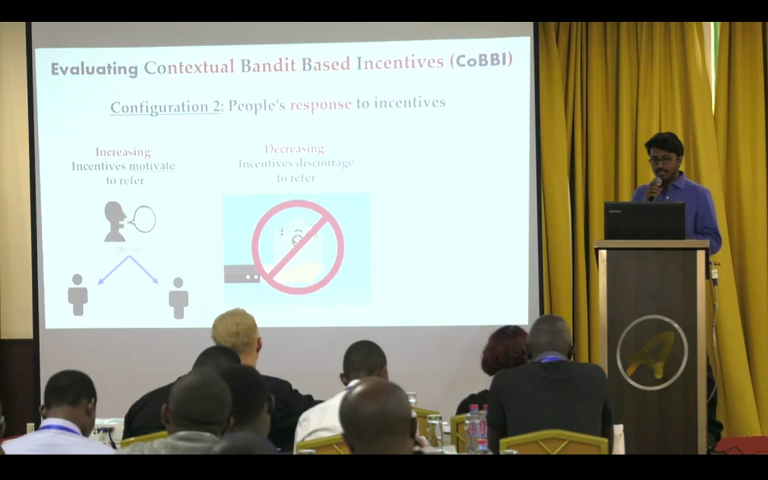 Evaluating Contextual Bandit Based Incentives (CoBBI)
Configuration 2: People's response to incentives
Increasing:
Incentives motivate
to refer
Decreasing:
Incentives discourage
to refer